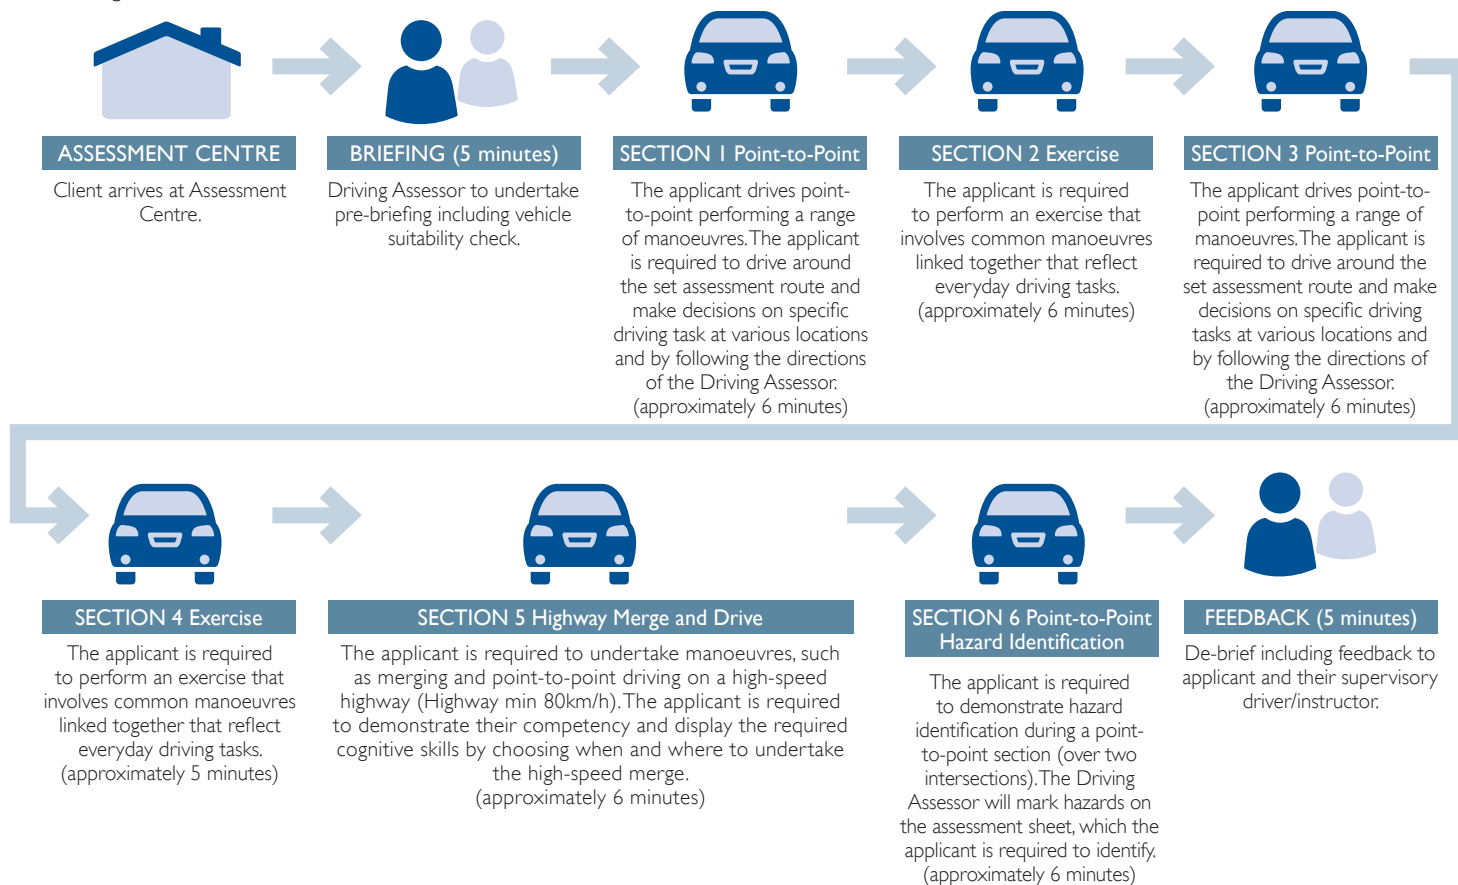 ASSESSMENT CENTRE
Client arrives at Assessment
Centre.
BRIEFING (5 minutes)
Driving Assessor to undertake
pre-briefing including vehicle
suitability check.
SECTION 1 Point-to-Point
The applicant drives point-
to-point performing a range
of manoeuvres. The applicant
is required to drive around
the set assessment route and
make decisions on specific
driving task at various locations
and by following the directions
of the Driving Assessor.
(approximately 6 minutes)
SECTION 2 Exercise
The applicant is required
to perform an exercise that
involves common manoeuvres
linked together that reflect
everyday driving tasks.
(approximately 6 minutes)
SECTION 3 Point-to-Point
The applicant drives point-to-
point performing a range of
manoeuvres. The applicant is
required to drive around the
set assessment route and make
decisions on specific driving
tasks at various locations and
by following the directions of
the Driving Assessor.
(approximately 6 minutes)
SECTION 4 Exercise
The applicant is required
to perform an exercise that
involves common manoeuvres
linked together that reflect
everyday driving tasks.
(approximately 5 minutes)
SECTION 5 Highway Merge and Drive
The applicant is required to undertake manoeuvres, such
as merging and point-to-point driving on a high-speed
highway (Highway min 80km/h). The applicant is required
to demonstrate their competency and display the required
cognitive skills by choosing when and where to undertake
the high-speed merge.
(approximately 6 minutes)
SECTION 6 Point-to-Point
Hazard Identification
The applicant is required
to demonstrate hazard
identification during a point-
to-point section (over two
intersections). The Driving
Assessor will mark hazards on
the assessment sheet, which the
applicant is required to identify.
(approximately 6 minutes)
FEEDBACK (5 minutes)
De-brief including feedback to
applicant and their supervisory
driver/instructor.